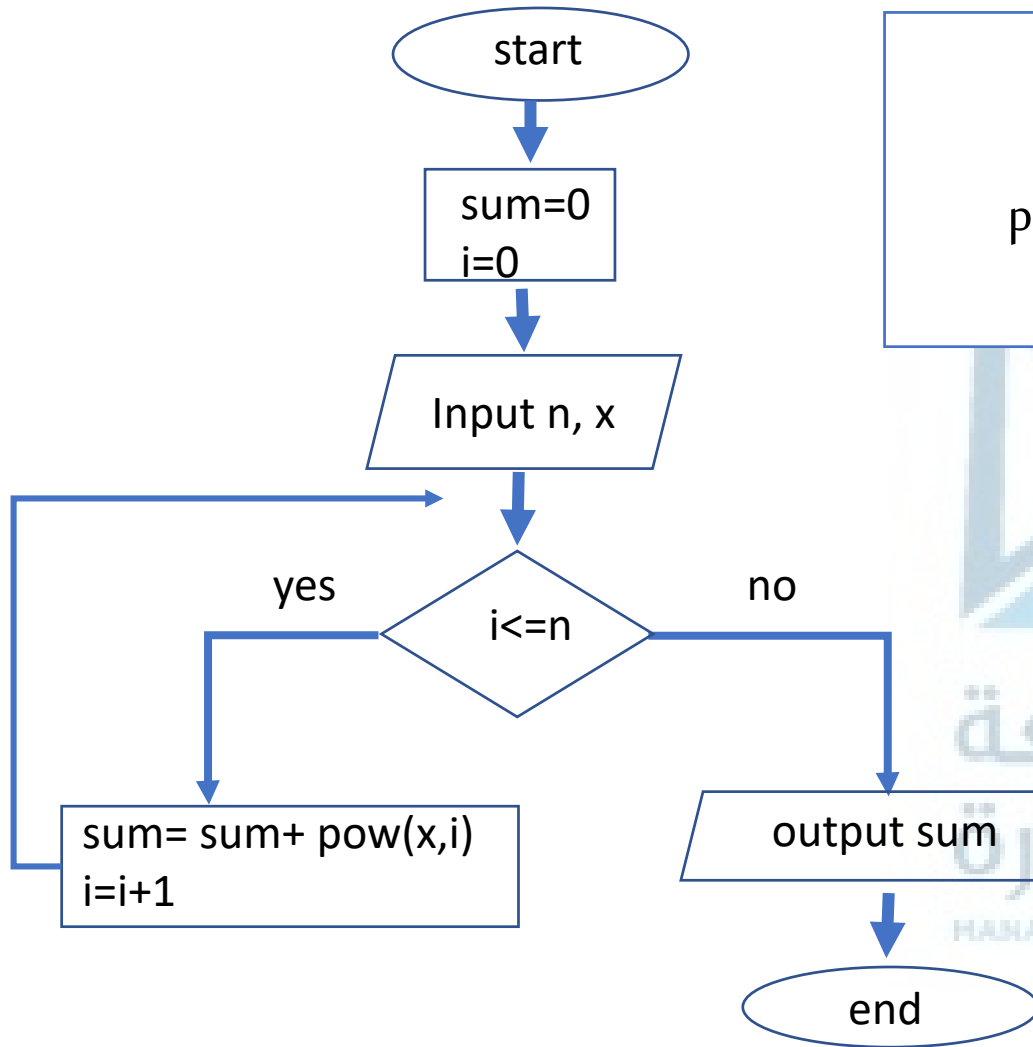 start
sum=0
i=0
Input n, x
yes
no
i<=n
sum= sum+ pow(x,i)
i=i+1
output sum
end